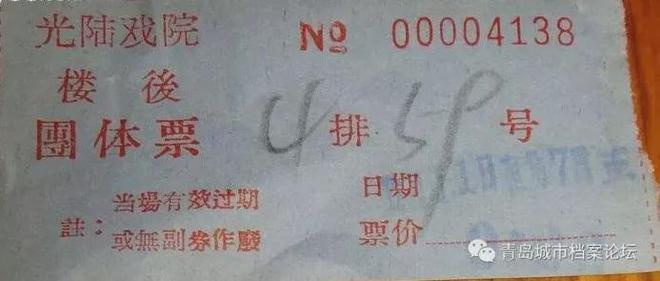 光陆戏院 № 00004138
楼後
團体票 4 排 59 号
註：当場有效过期
或無副券作廢
日期
票价
青岛城市档案论坛